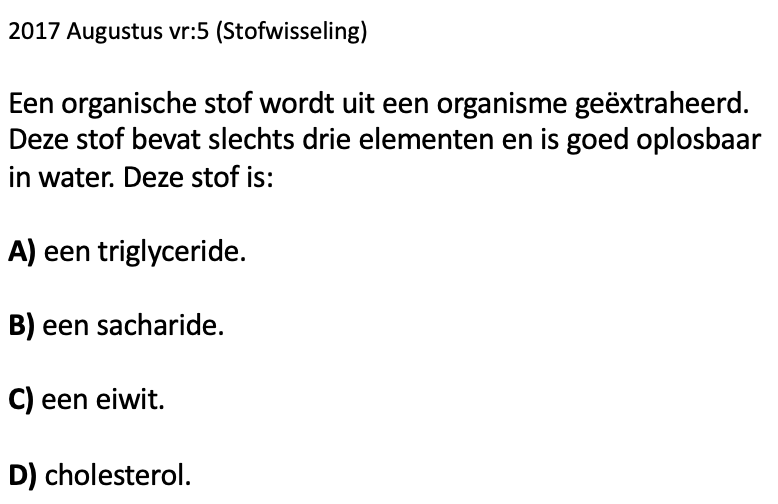 2017 Augustus vr:5 (Stofwisseling)
Een organische stof wordt uit een organisme geëxtraheerd.
Deze stof bevat slechts drie elementen en is goed oplosbaar
in water. Deze stof is:
A) een triglyceride.
B) een sacharide.
C) een eiwit.
D) cholesterol.